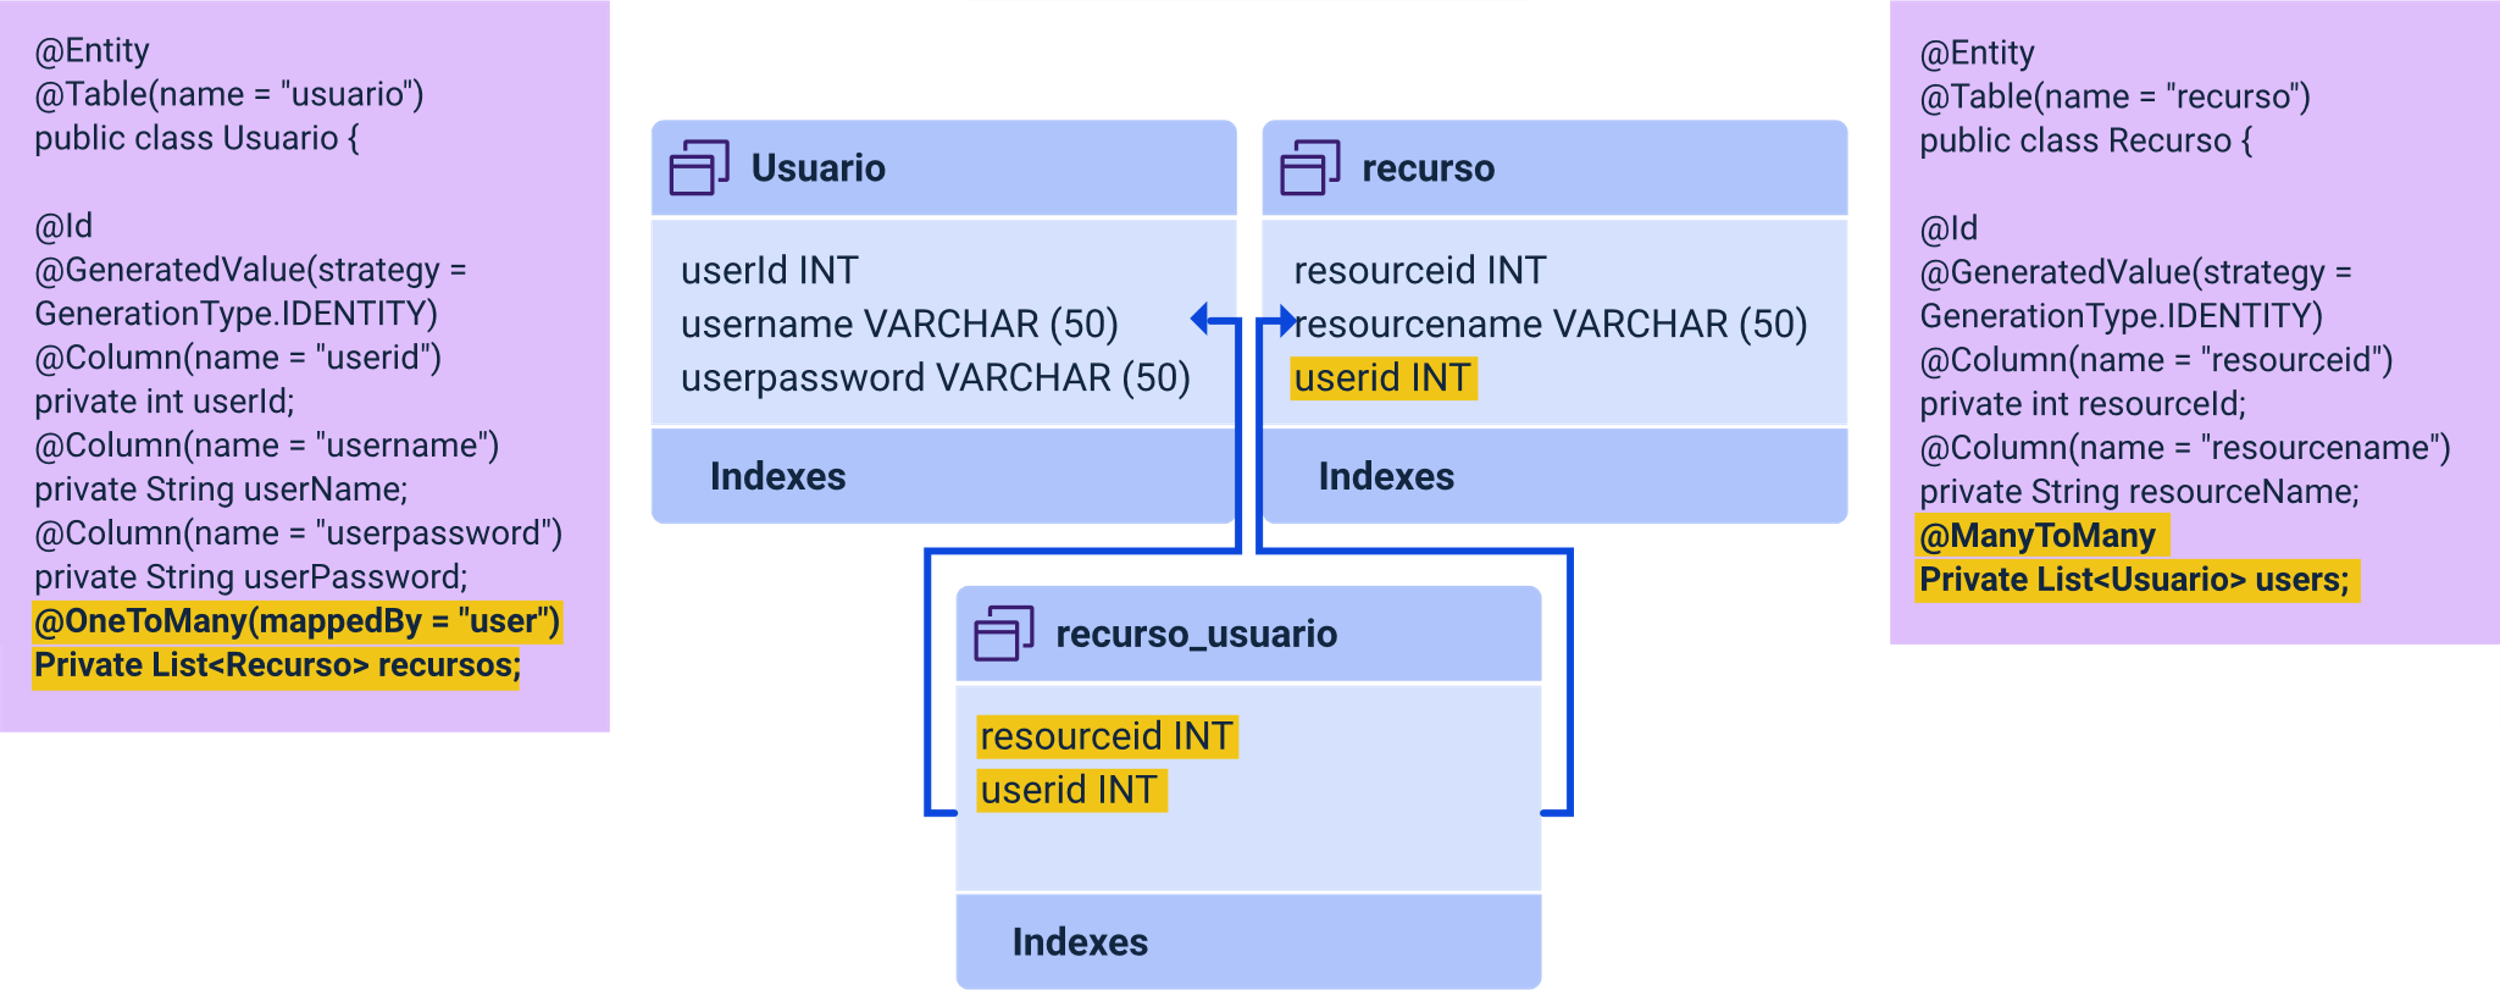 @Entity
@Table(name = "usuario")
public class Usuario {
@Id
@GeneratedValue(strategy =
GenerationType.IDENTITY)
@Column(name = "userid")
private int userId;
@Column(name = "username")
private String userName;
@Column(name = "userpassword")
private String userPassword;
@OneToMany(mappedBy = "user")
Private List<Recurso> recursos;
Usuario
userId INT
username VARCHAR (50)
userpassword VARCHAR (50)
Indexes
recurso
resourceid INT
resourcename VARCHAR (50)
userid INT
Indexes
recurso_usuario
resourceid INT
userid INT
Indexes
@Entity
@Table(name = "recurso")
public class Recurso {
@Id
@GeneratedValue(strategy =
GenerationType.IDENTITY)
@Column(name = "resourceid")
private int resourceId;
@Column(name = "resourcename")
private String resourceName;
@ManyToMany
Private List<Usuario> users;